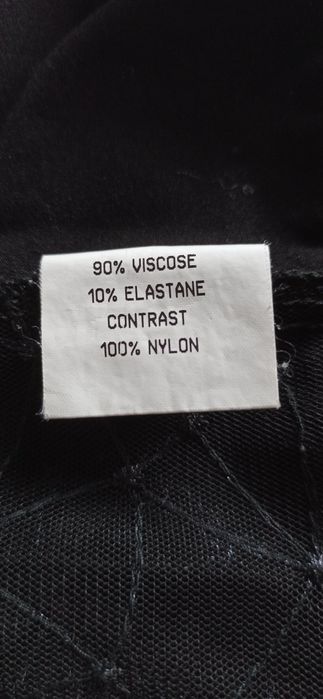 90% VISCOSE
10% ELASTANE
CONTRAST
100% NYLON